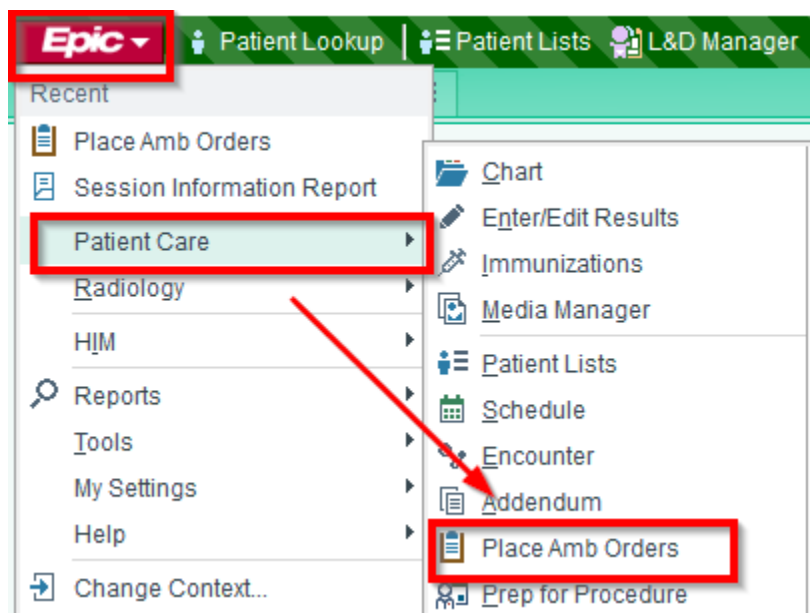 Epic
Patient Lookup
Patient Lists
L&D Manager
Recent
Place Amb Orders
Session Information Report
Patient Care
Radiology
HIM
Reports
Tools
My Settings
Help
Change Context...
Chart
Enter/Edit Results
Immunizations
Media Manager
Patient Lists
Schedule
Encounter
Addendum
Place Amb Orders
Prep for Procedure